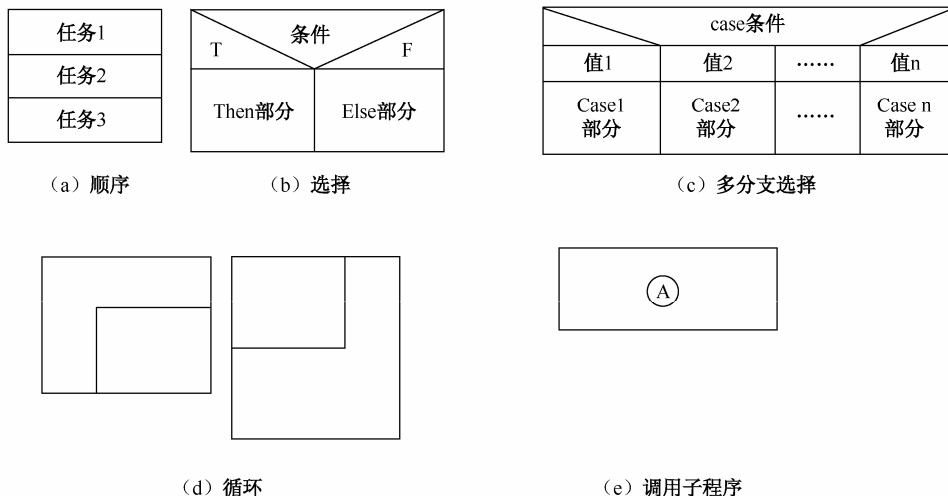 任务1
任务2
任务3
(a) 顺序
条件
T
F
Then部分
Else部分
(b) 选择
case条件
值1
值2
……
值n
Case1
部分
Case2
部分
……
Case n
部分
(c) 多分支选择
(d) 循环
A
(e) 调用子程序